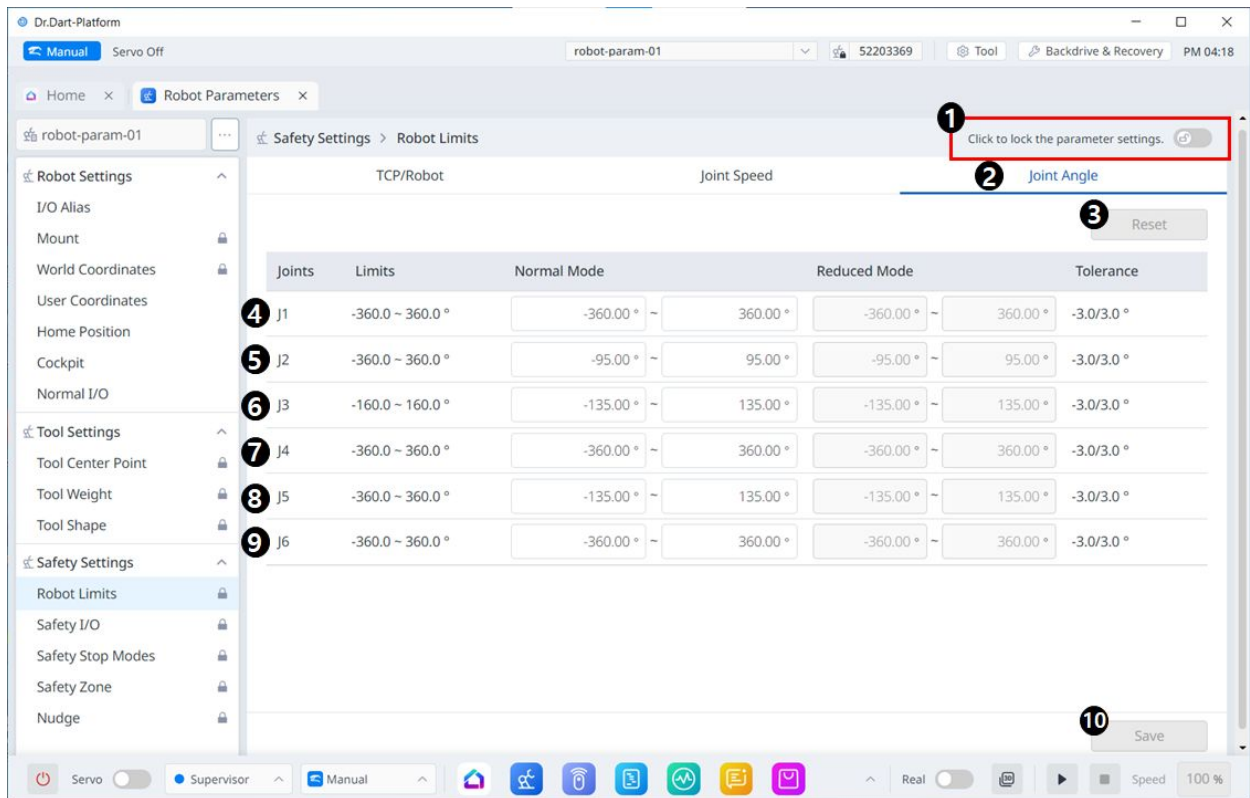 Dr.Dart-Platform
Manual Servo Off robot-param-01 52203369 Tool Backdrive & Recovery PM 04:18
Home × Robot Parameters ×
robot-param-01 ... Safety Settings > Robot Limits 1 Click to lock the parameter settings.
Robot Settings
I/O Alias
Mount
World Coordinates
User Coordinates
Home Position
Cockpit
Normal I/O
Tool Settings
Tool Center Point
Tool Weight
Tool Shape
Safety Settings
Robot Limits
Safety I/O
Safety Stop Modes
Safety Zone
Nudge
TCP/Robot Joint Speed 2 Joint Angle
3 Reset
Joints Limits Normal Mode Reduced Mode Tolerance
4 J1 -360.0 ~ 360.0 ° -360.00 ° ~ 360.00 ° -360.00 ° ~ 360.00 ° -3.0/3.0 °
5 J2 -360.0 ~ 360.0 ° -95.00 ° ~ 95.00 ° -95.00 ° ~ 95.00 ° -3.0/3.0 °
6 J3 -160.0 ~ 160.0 ° -135.00 ° ~ 135.00 ° -135.00 ° ~ 135.00 ° -3.0/3.0 °
7 J4 -360.0 ~ 360.0 ° -360.00 ° ~ 360.00 ° -360.00 ° ~ 360.00 ° -3.0/3.0 °
8 J5 -360.0 ~ 360.0 ° -135.00 ° ~ 135.00 ° -135.00 ° ~ 135.00 ° -3.0/3.0 °
9 J6 -360.0 ~ 360.0 ° -360.00 ° ~ 360.00 ° -360.00 ° ~ 360.00 ° -3.0/3.0 °
10 Save
Servo Supervisor Manual Real 3D Speed 100 %